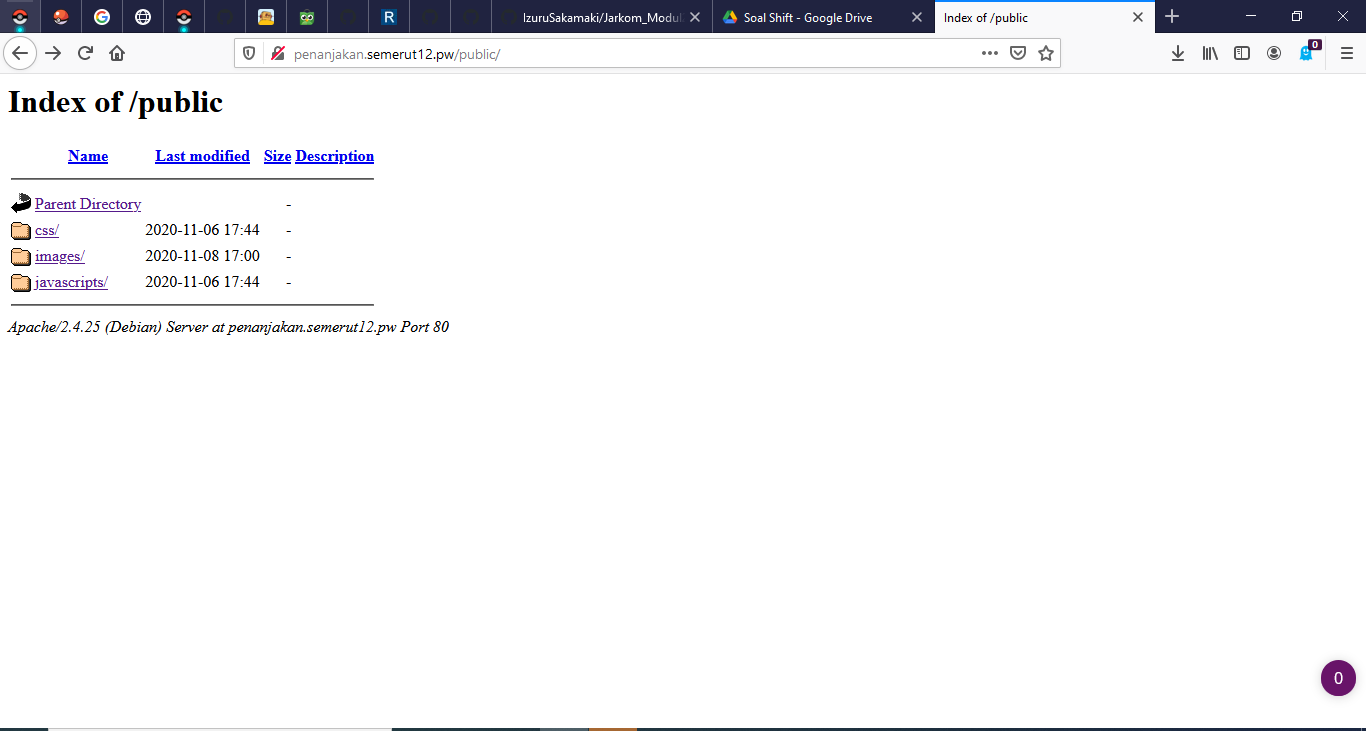 IzuruSakamaki/Jarkom_Modul
Soal Shift - Google Drive
Index of /public
R
penanjakan.semerut12.pw/public/
0
Index of /public
Name Last modified Size Description
Parent Directory -
css/ 2020-11-06 17:44 -
images/ 2020-11-08 17:00 -
javascripts/ 2020-11-06 17:44 -
Apache/2.4.25 (Debian) Server at penanjakan.semerut12.pw Port 80
0